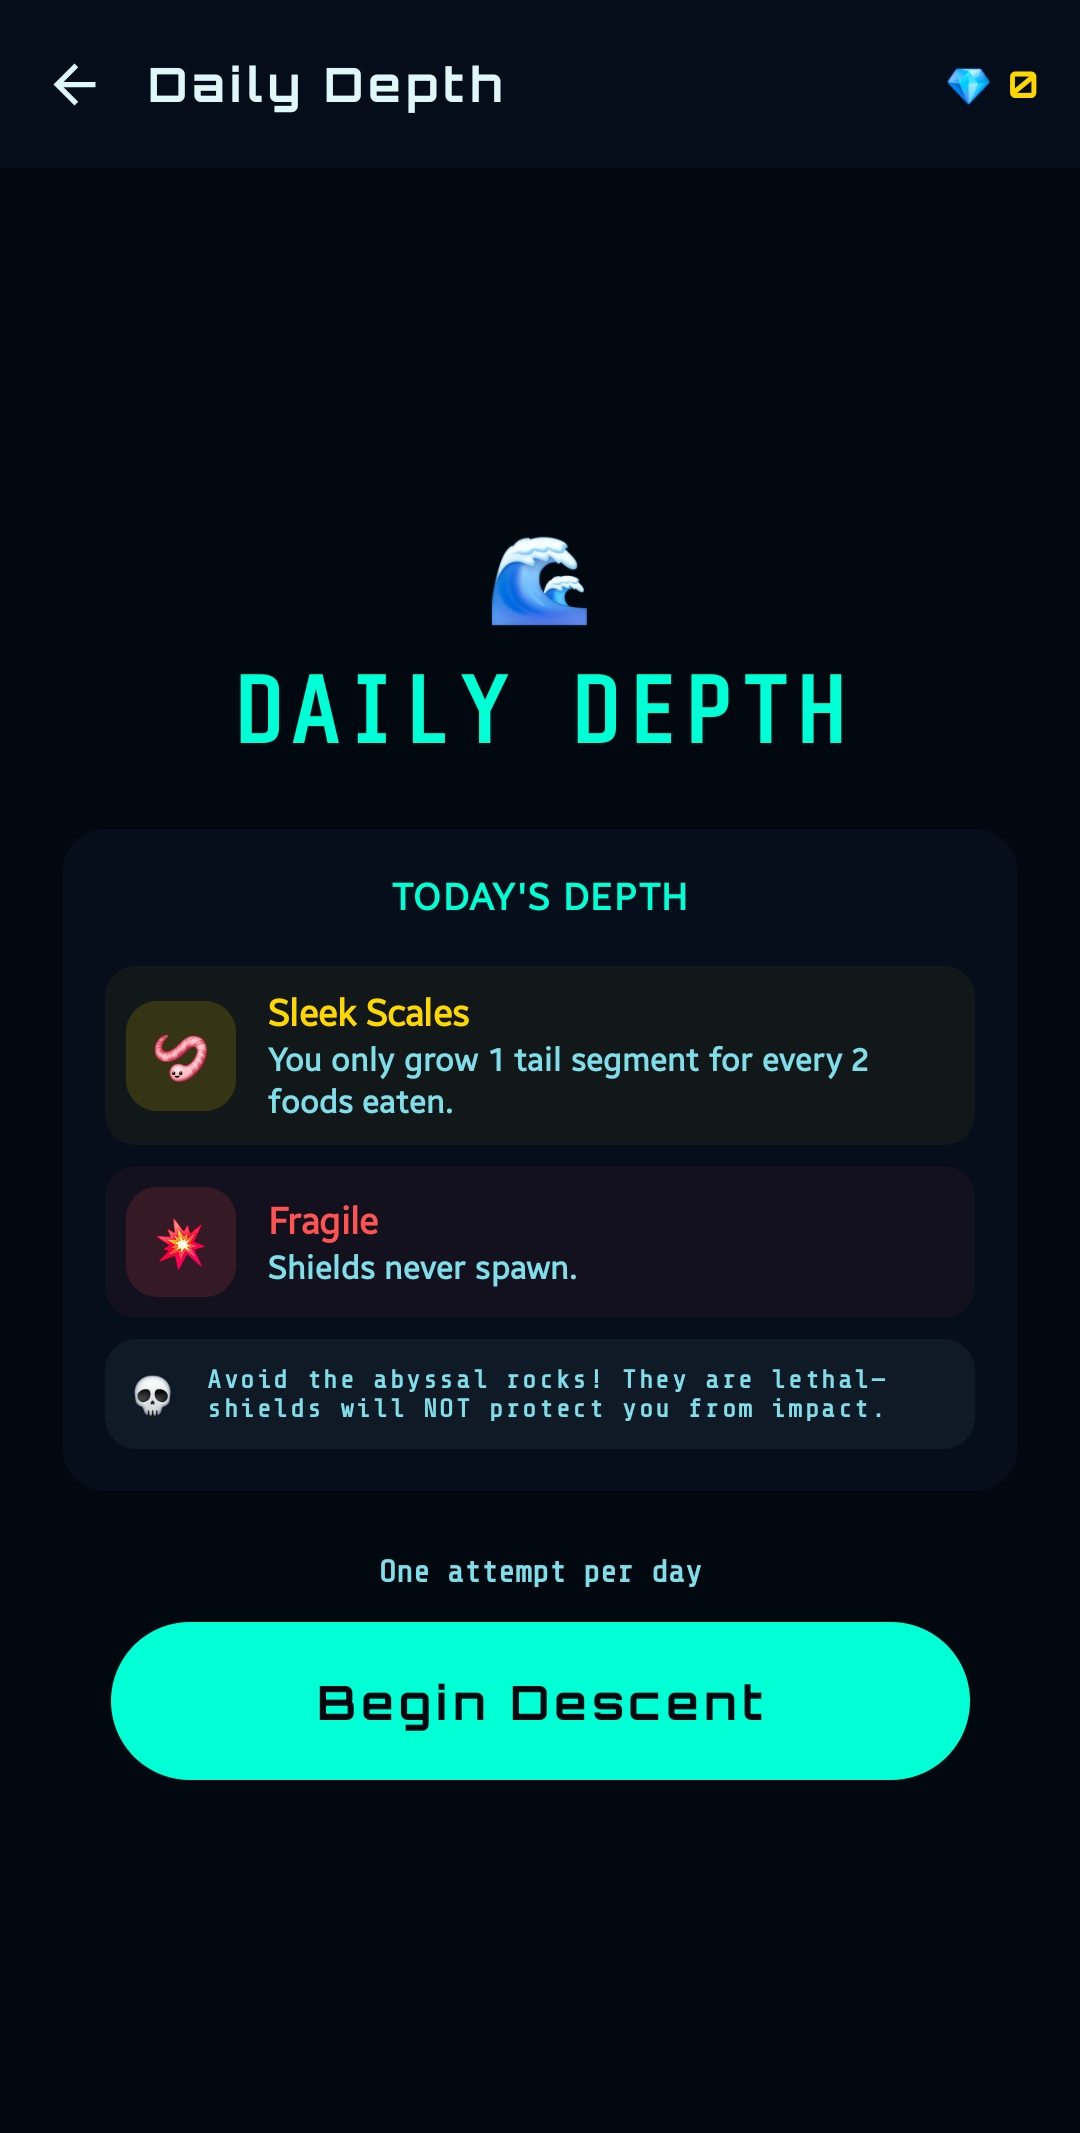 Daily Depth
0
DAILY DEPTH
TODAY'S DEPTH
Sleek Scales
You only grow 1 tail segment for every 2
foods eaten.
Fragile
Shields never spawn.
Avoid the abyssal rocks! They are lethal—
shields will NOT protect you from impact.
One attempt per day
Begin Descent